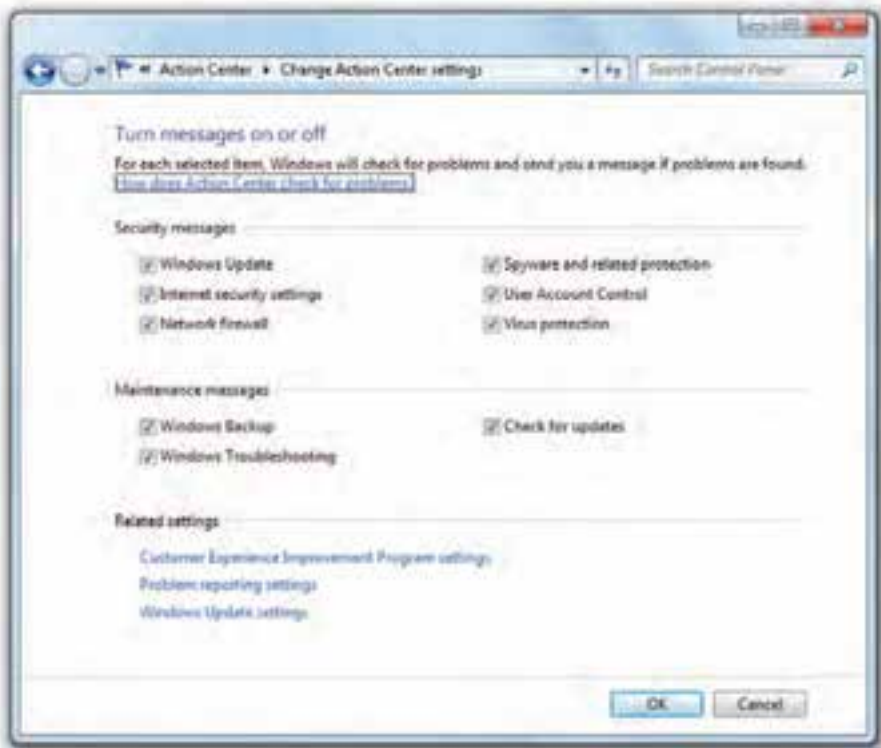 « Action Center ▸ Change Action Center settings
Search Control Panel
Turn messages on or off
For each selected item, Windows will check for problems and send you a message if problems are found.
How does Action Center check for problems?
Security messages
Windows Update
Spyware and related protection
Internet security settings
User Account Control
Network firewall
Virus protection
Maintenance messages
Windows Backup
Check for updates
Windows Troubleshooting
Related settings
Customer Experience Improvement Program settings
Problem reporting settings
Windows Update settings
OK
Cancel